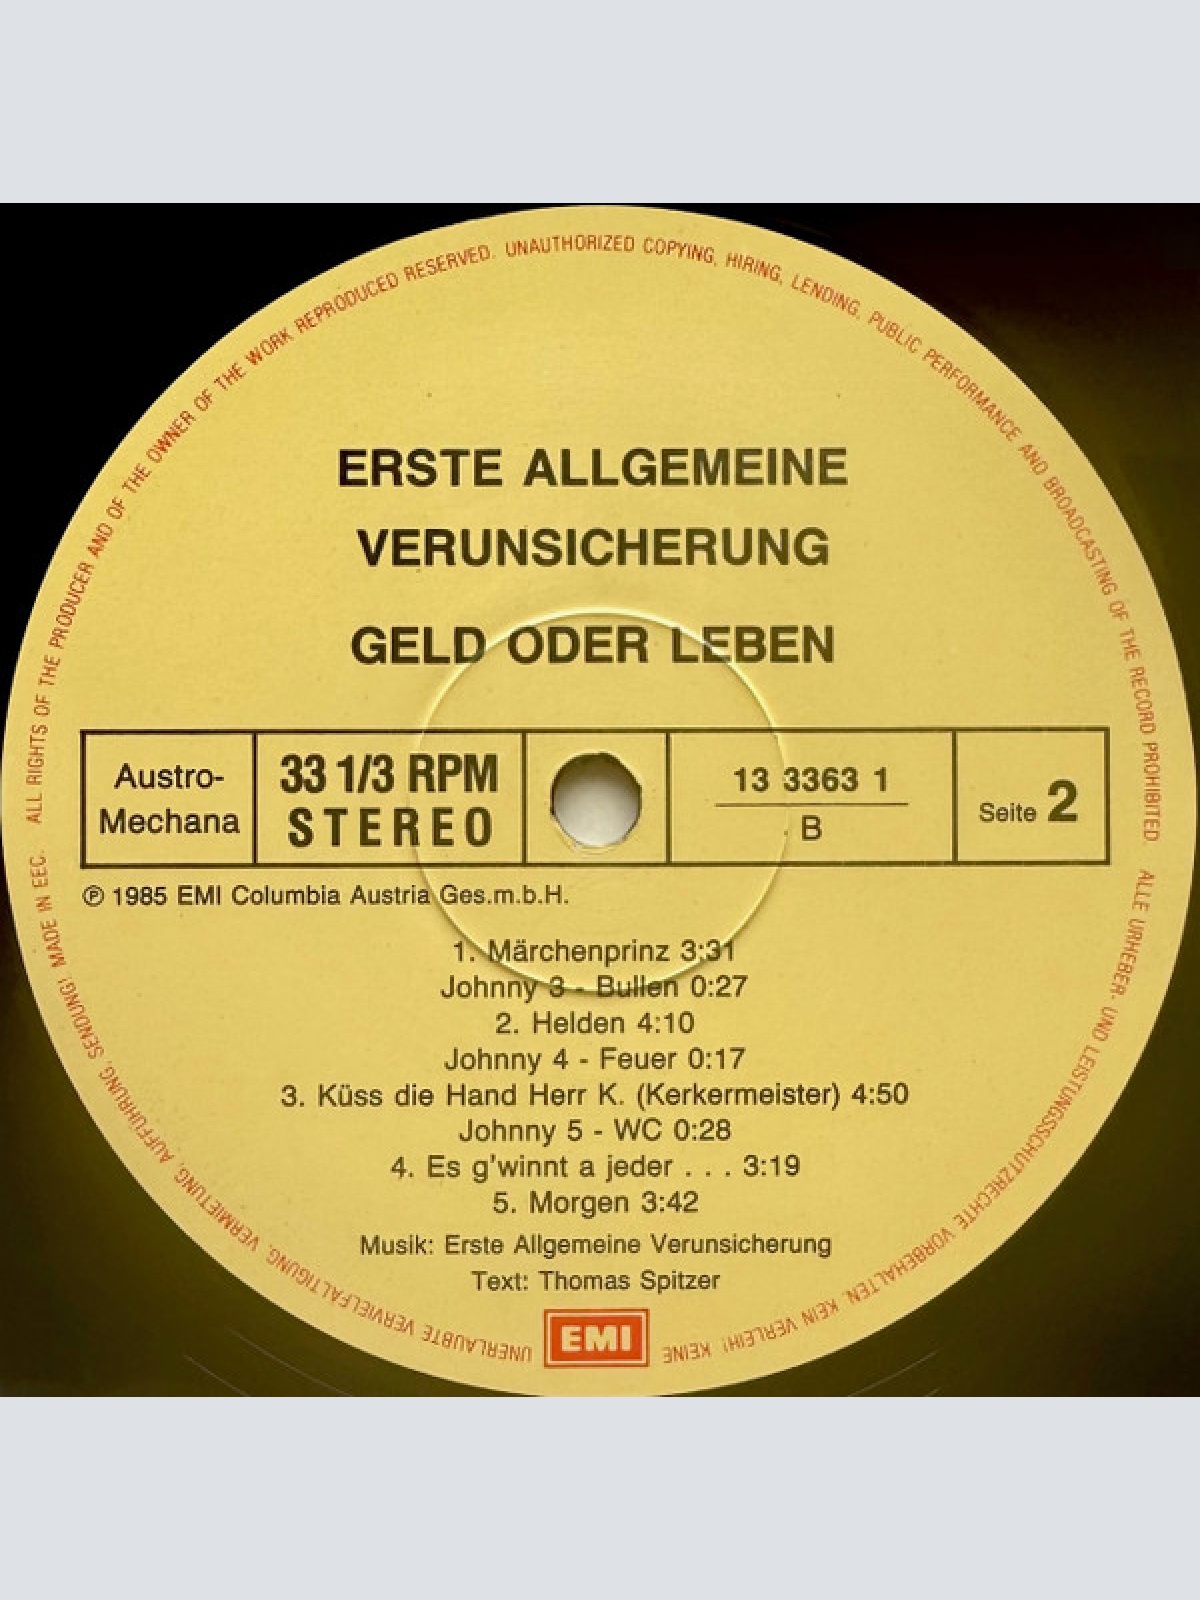 ERSTE ALLGEMEINE
VERUNSICHERUNG
GELD ODER LEBEN
Austro-
Mechana
33 1/3 RPM
STEREO
13 3363 1
B
Seite 2
℗ 1985 EMI Columbia Austria Ges.m.b.H.
1. Märchenprinz 3:31
Johnny 3 - Bullen 0:27
2. Helden 4:10
Johnny 4 - Feuer 0:17
3. Küss die Hand Herr K. (Kerkermeister) 4:50
Johnny 5 - WC 0:28
4. Es g'winnt a jeder . . . 3:19
5. Morgen 3:42
Musik: Erste Allgemeine Verunsicherung
Text: Thomas Spitzer
EMI
ALL RIGHTS OF THE PRODUCER AND OF THE OWNER OF THE WORK REPRODUCED RESERVED. UNAUTHORIZED COPYING, HIRING, LENDING, PUBLIC PERFORMANCE AND BROADCASTING OF THE RECORD PROHIBITED.
ALLE URHEBER- UND LEISTUNGSSCHUTZRECHTE VORBEHALTEN. KEIN VERLEIH! KEINE UNERLAUBTE VERVIELFÄLTIGUNG, VERMIETUNG, AUFFÜHRUNG, SENDUNG! MADE IN EEC.